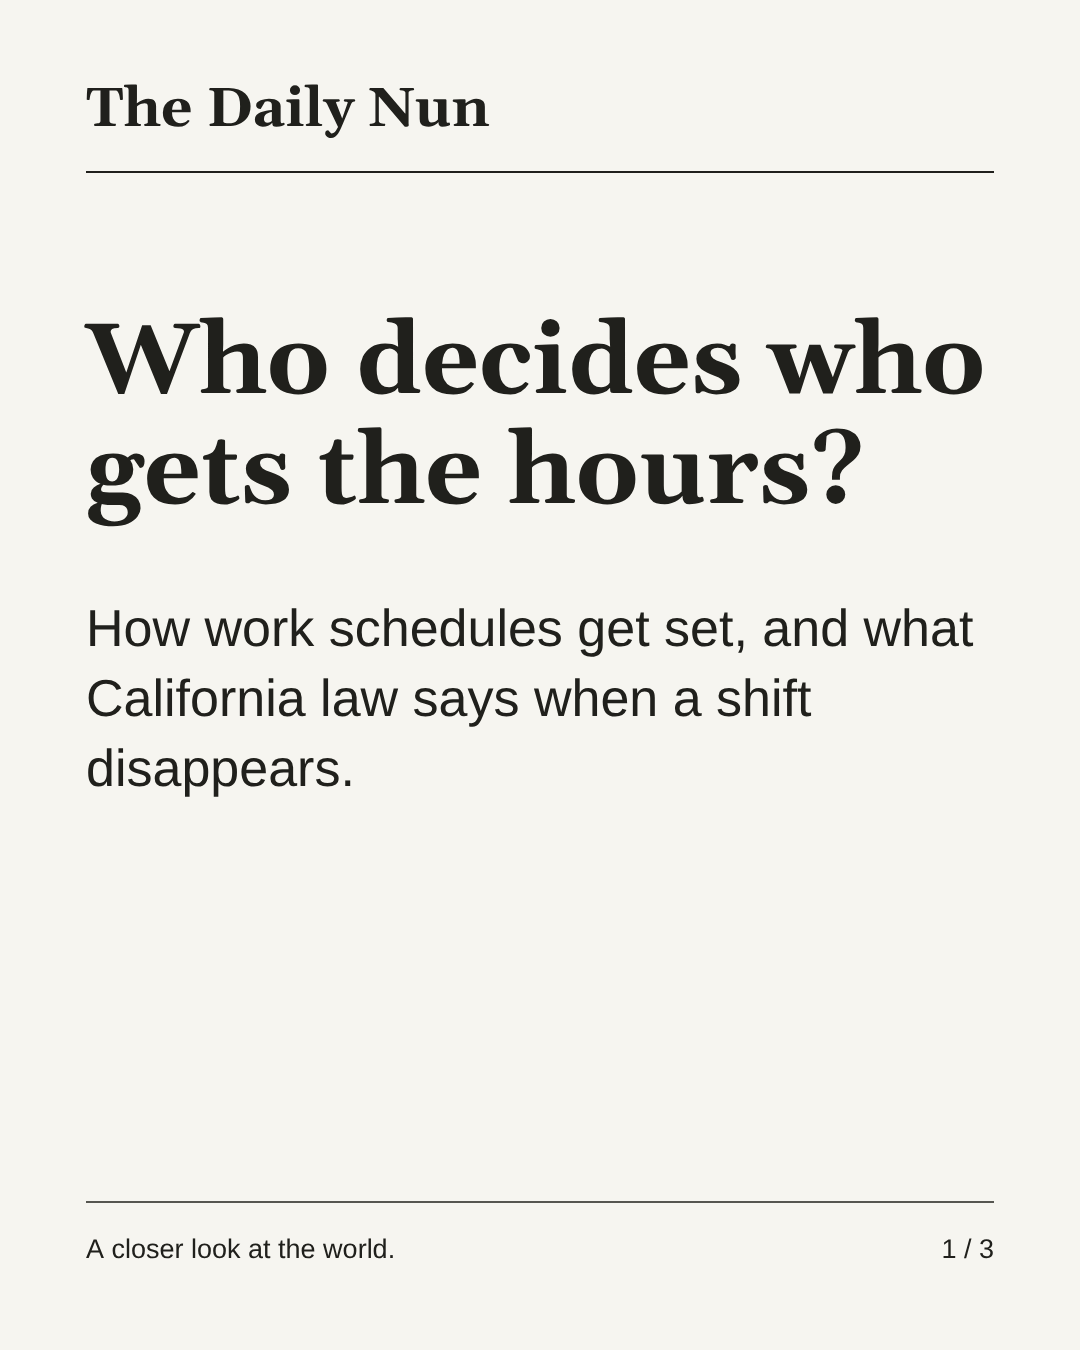 The Daily Nun
Who decides who
gets the hours?
How work schedules get set, and what
California law says when a shift
disappears.
A closer look at the world.
1 / 3